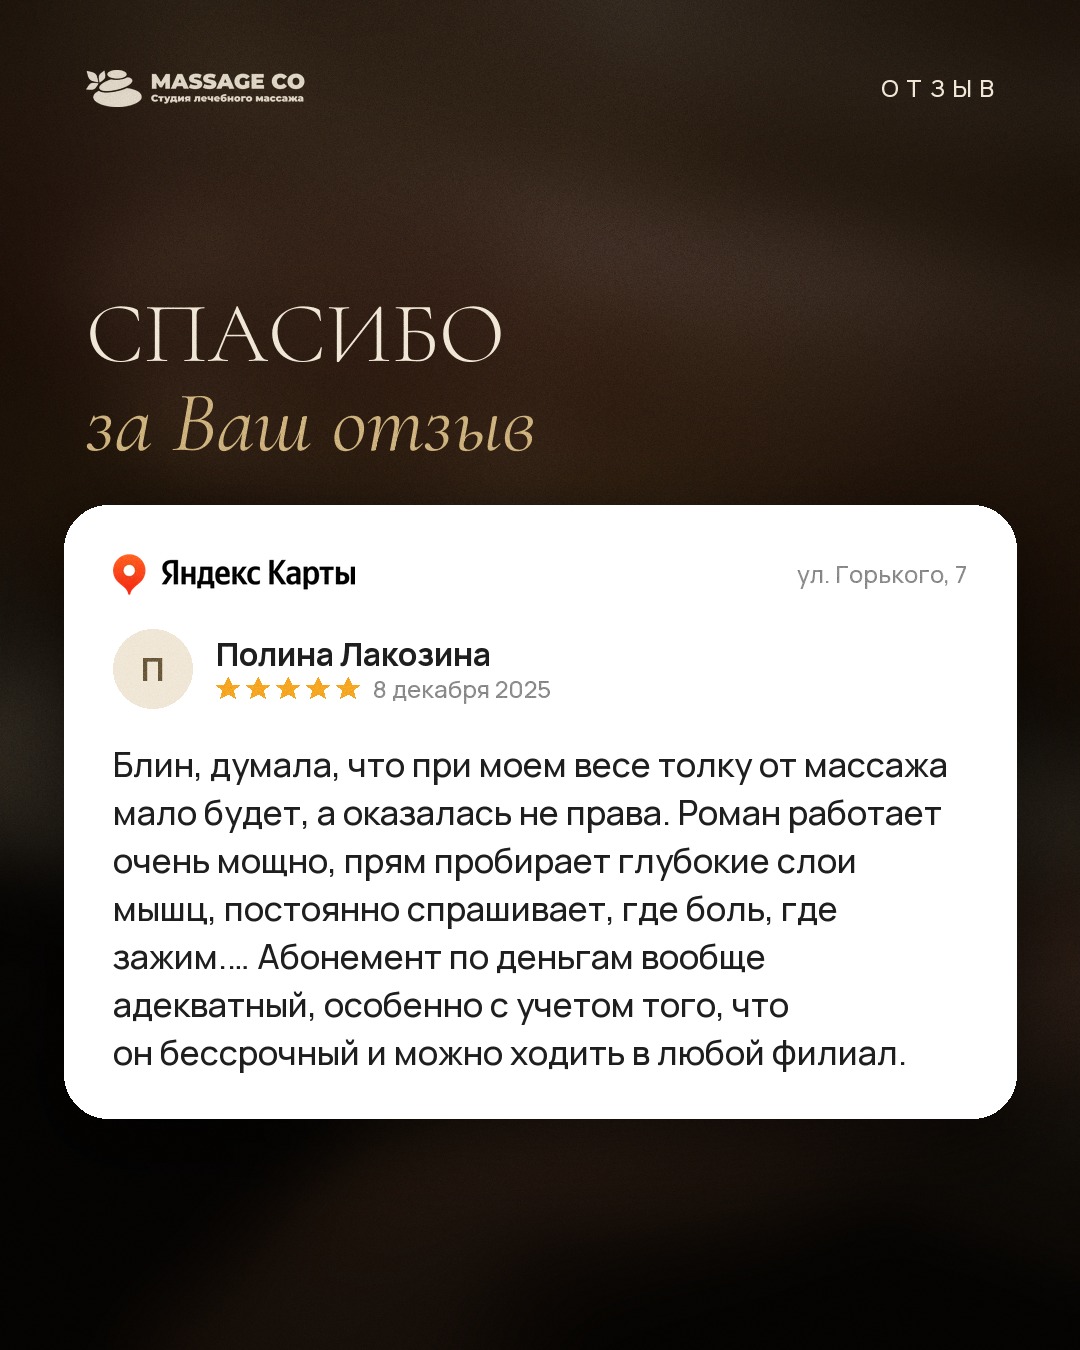 MASSAGE CO
Студия лечебного массажа
ОТЗЫВ
СПАСИБО
за Ваш отзыв
Яндекс Карты
ул. Горького, 7
П
Полина Лакозина
8 декабря 2025
Блин, думала, что при моем весе толку от массажа
мало будет, а оказалась не права. Роман работает
очень мощно, прям пробирает глубокие слои
мышц, постоянно спрашивает, где боль, где
зажим.… Абонемент по деньгам вообще
адекватный, особенно с учетом того, что
он бессрочный и можно ходить в любой филиал.